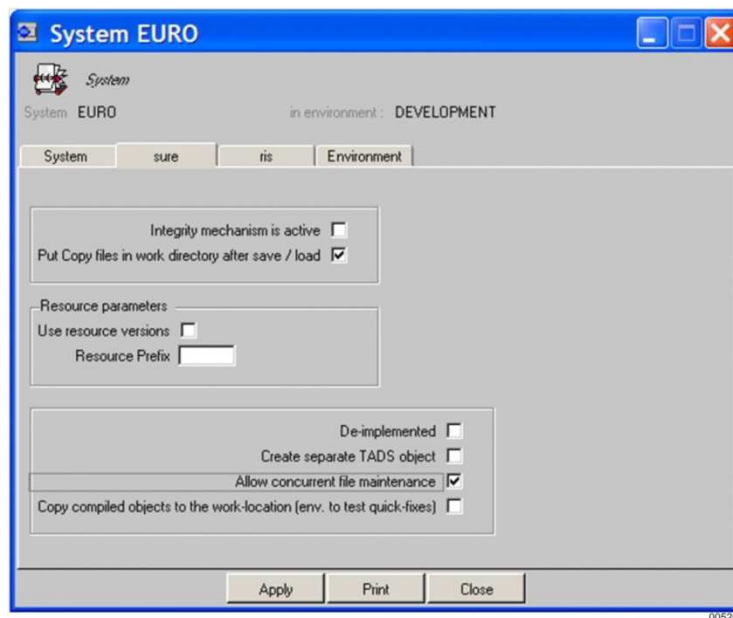 System EURO
System
System EURO in environment : DEVELOPMENT
System sure ris Environment
Integrity mechanism is active
Put Copy files in work directory after save / load
Resource parameters
Use resource versions
Resource Prefix
De-implemented
Create separate TADS object
Allow concurrent file maintenance
Copy compiled objects to the work-location (env. to test quick-fixes)
Apply Print Close